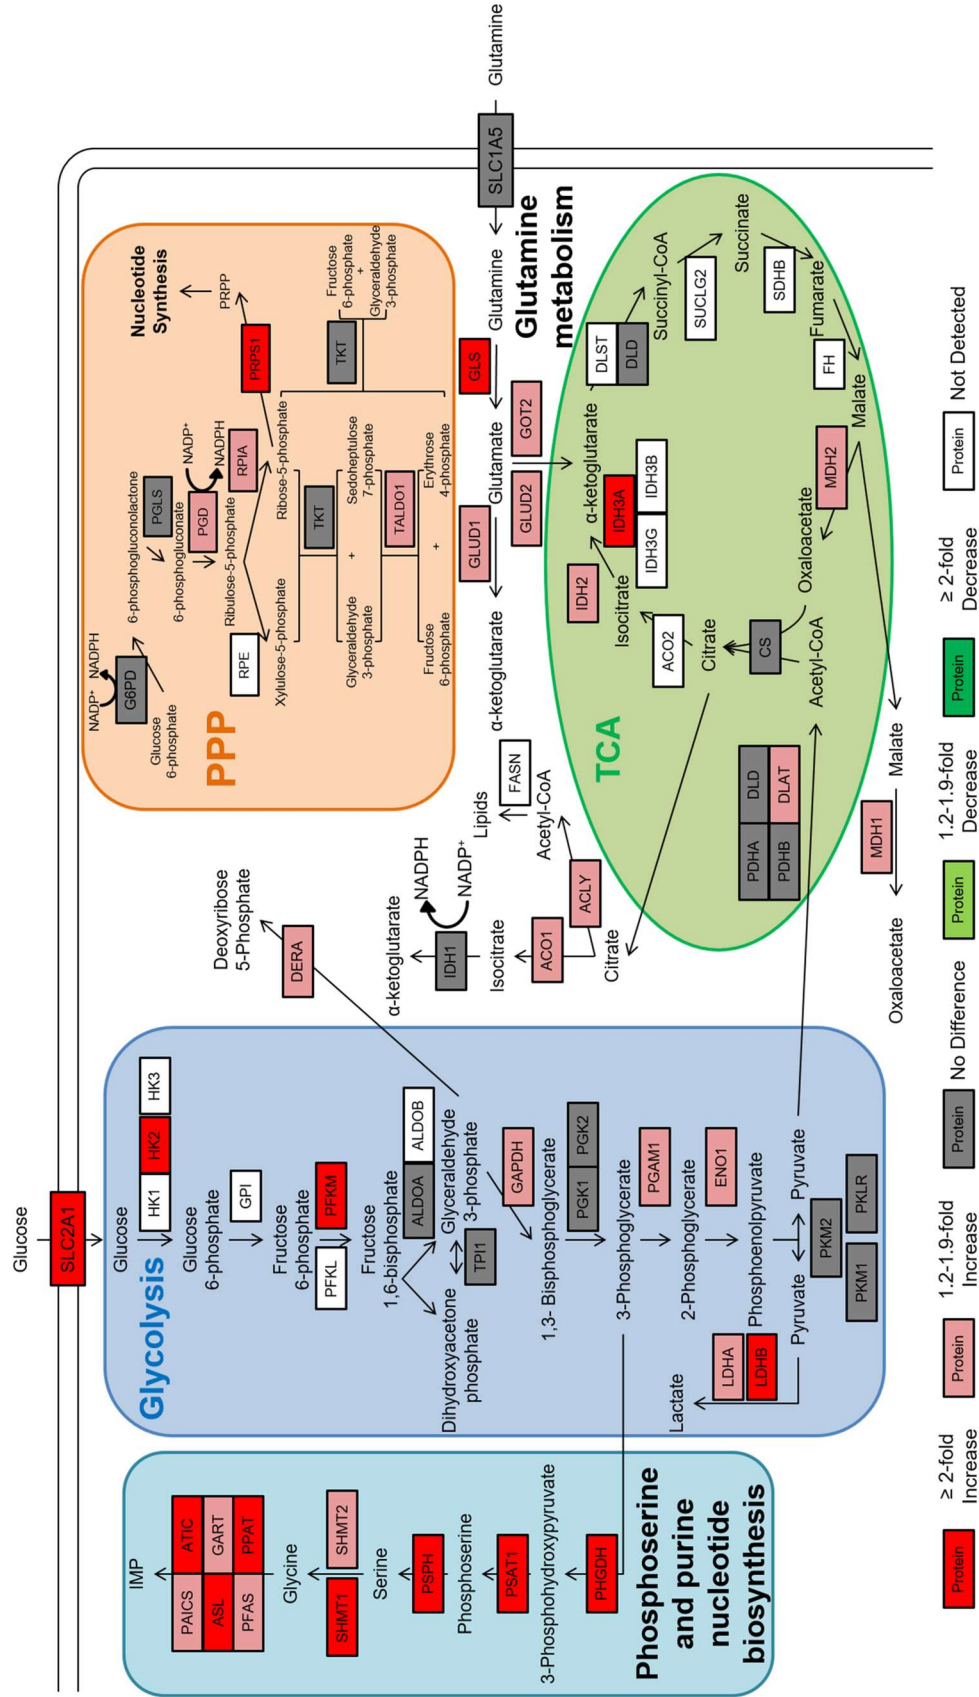 Glucose
SLC2A1
Glutamine
SLC1A5
Phosphoserine
and purine
nucleotide
biosynthesis
IMP
PAICS
ATIC
ASL
GART
PFAS
PPAT
Glycine
SHMT1
SHMT2
Serine
PSPH
Phosphoserine
PSAT1
3-Phosphohydroxypyruvate
PHGDH
Glycolysis
Glucose
HK1
HK2
HK3
Glucose
6-phosphate
GPI
Fructose
6-phosphate
PFKL
PFKM
Fructose
1,6-bisphosphate
ALDOA
ALDOB
Dihydroxyacetone
phosphate
Glyceraldehyde
3-phosphate
TPI1
GAPDH
1,3- Bisphosphoglycerate
PGK1
PGK2
3-Phosphoglycerate
PGAM1
2-Phosphoglycerate
ENO1
Phosphoenolpyruvate
Lactate
LDHA
LDHB
Pyruvate
Pyruvate
PKM2
PKM1
PKLR
Deoxyribose
5-Phosphate
DERA
α-ketoglutarate
IDH1
NADPH
NADP⁺
Isocitrate
ACO1
Citrate
ACLY
Acetyl-CoA
Lipids
FASN
PPP
NADP⁺
NADPH
G6PD
Glucose
6-phosphate
6-phosphogluconolactone
PGLS
6-phosphogluconate
PGD
NADP⁺
NADPH
Ribulose-5-phosphate
RPE
RPIA
Xylulose-5-phosphate
Ribose-5-phosphate
PRPS1
PRPP
Nucleotide
Synthesis
TKT
Glyceraldehyde
3-phosphate
+
Sedoheptulose
7-phosphate
TALDO1
Fructose
6-phosphate
+
Erythrose
4-phosphate
TKT
Fructose
6-phosphate
+
Glyceraldehyde
3-phosphate
α-ketoglutarate
GLUD1
Glutamate
GLS
Glutamine
GLUD2
GOT2
Glutamine
metabolism
TCA
α-ketoglutarate
IDH2
IDH3A
IDH3G
IDH3B
Isocitrate
ACO2
Citrate
CS
Acetyl-CoA
Oxaloacetate
MDH2
Malate
FH
Fumarate
SDHB
Succinate
SUCLG2
Succinyl-CoA
DLST
DLD
PDHA
DLD
PDHB
DLAT
Oxaloacetate
MDH1
Malate
Protein
≥ 2-fold
Increase
Protein
1.2-1.9-fold
Increase
Protein
No Difference
Protein
1.2-1.9-fold
Decrease
Protein
≥ 2-fold
Decrease
Protein
Not Detected